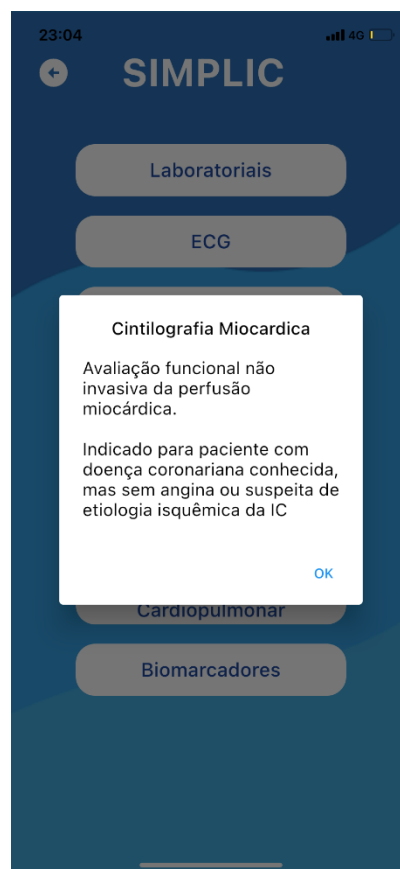 23:04
4G
SIMPLIC
Laboratoriais
ECG
Cintilografia Miocardica
Avaliação funcional não
invasiva da perfusão
miocárdica.
Indicado para paciente com
doença coronariana conhecida,
mas sem angina ou suspeita de
etiologia isquêmica da IC
OK
Cardiopulmonar
Biomarcadores